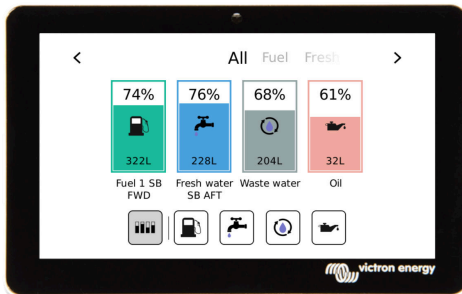 All Fuel Fresh
74% 76% 68% 61%
322L 228L 204L 32L
Fuel 1 SB Fresh water Waste water Oil
FWD SB AFT
victron energy